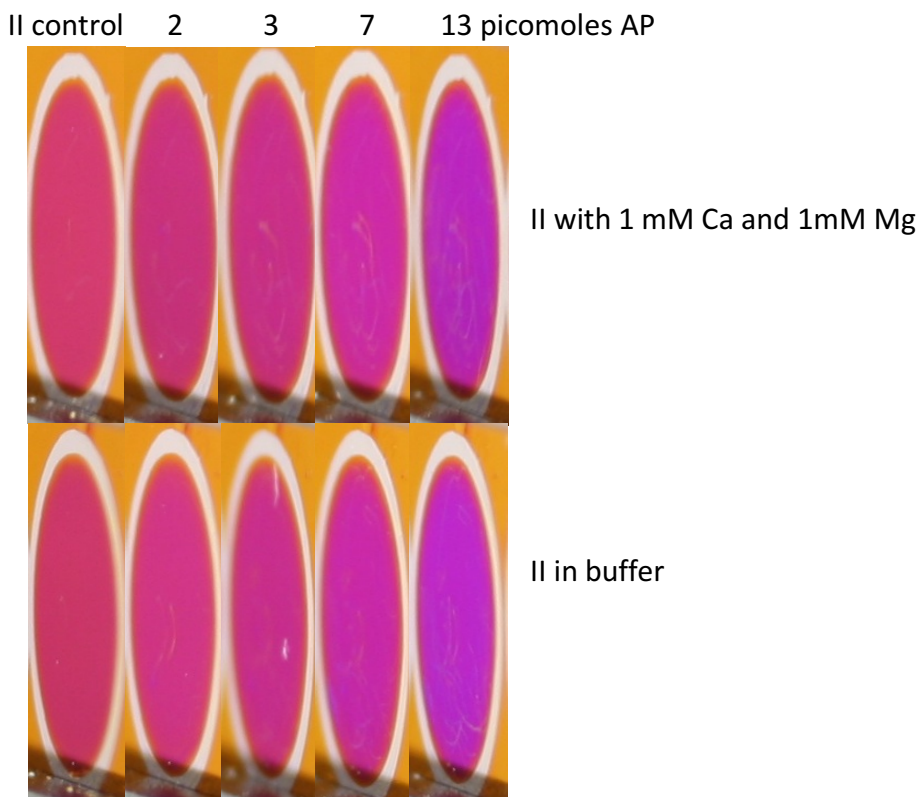 II control 2 3 7 13 picomoles AP
II with 1 mM Ca and 1mM Mg
II in buffer